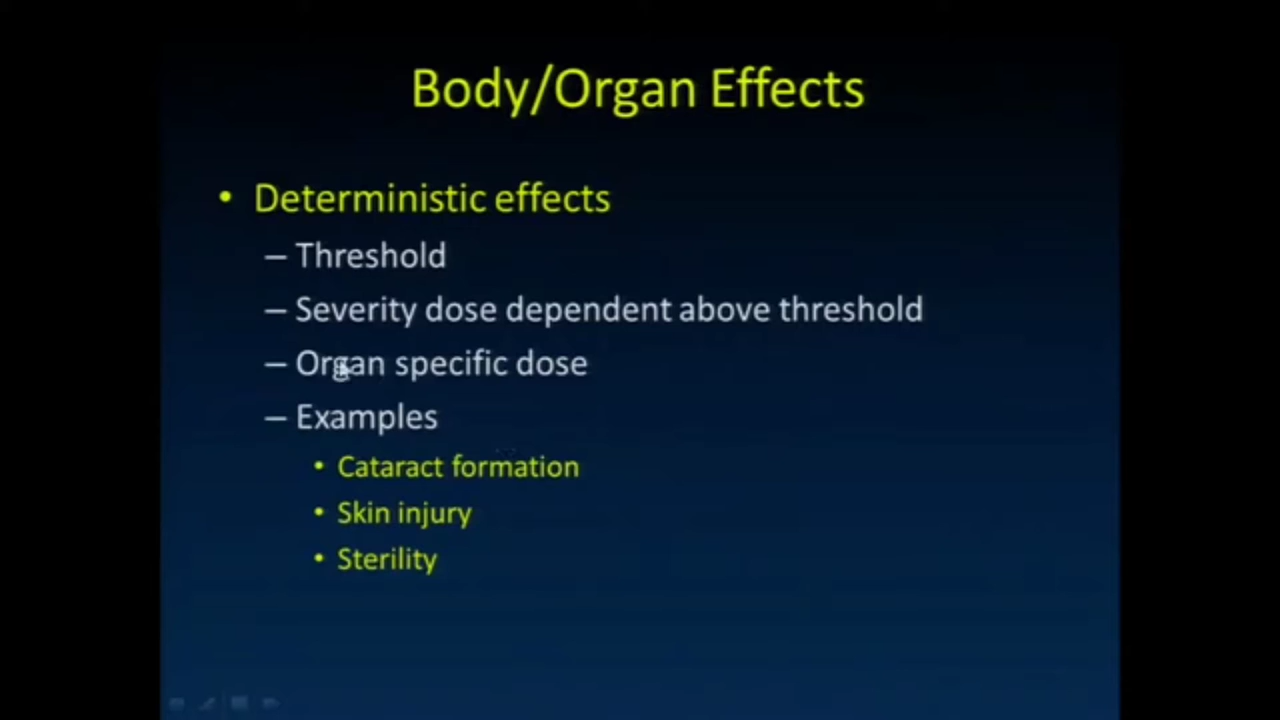 Body/Organ Effects
• Deterministic effects
– Threshold
– Severity dose dependent above threshold
– Organ specific dose
– Examples
• Cataract formation
• Skin injury
• Sterility